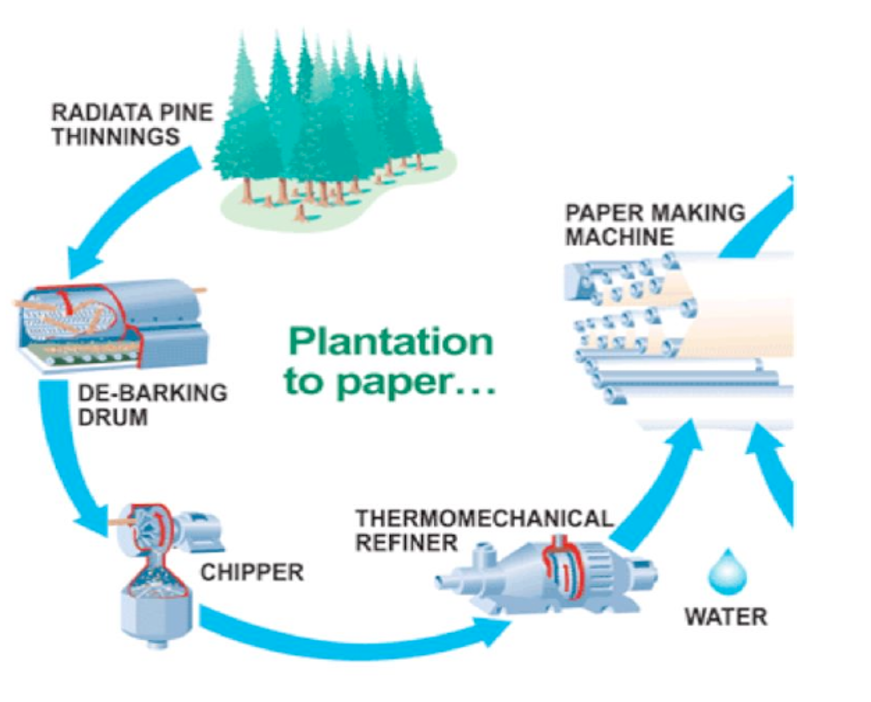 RADIATA PINE
THINNINGS
PAPER MAKING
MACHINE
Plantation
to paper...
DE-BARKING
DRUM
THERMOMECHANICAL
REFINER
CHIPPER
WATER